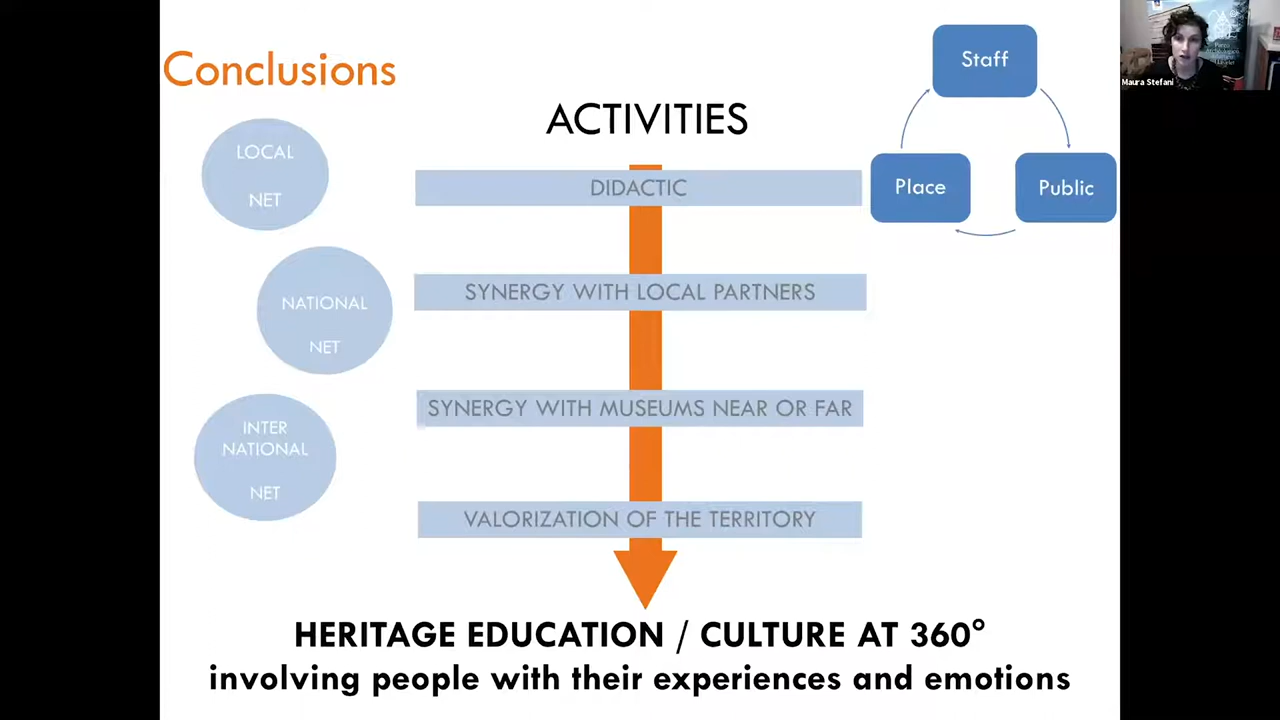 Conclusions
ACTIVITIES
LOCAL
NET
NATIONAL
NET
INTER
NATIONAL
NET
DIDACTIC
SYNERGY WITH LOCAL PARTNERS
SYNERGY WITH MUSEUMS NEAR OR FAR
VALORIZATION OF THE TERRITORY
Staff
Place
Public
HERITAGE EDUCATION / CULTURE AT 360°
involving people with their experiences and emotions
Maura Stefani